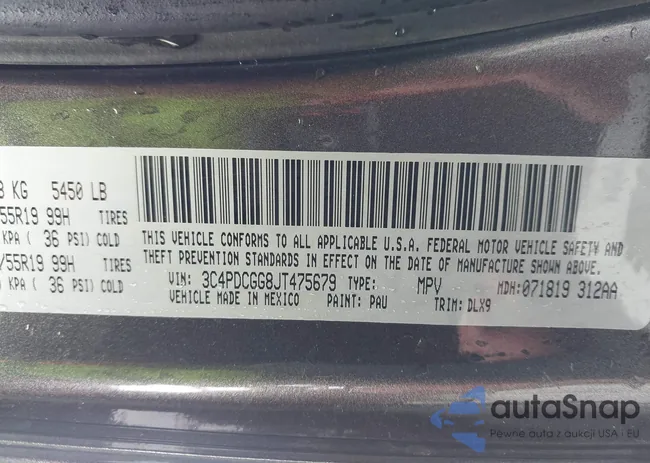 8 KG 5450 LB
55R19 99H TIRES
KPA ( 36 PSI) COLD
/55R19 99H TIRES
KPA ( 36 PSI) COLD
THIS VEHICLE CONFORMS TO ALL APPLICABLE U.S.A. FEDERAL MOTOR VEHICLE SAFETY AND
THEFT PREVENTION STANDARDS IN EFFECT ON THE DATE OF MANUFACTURE SHOWN ABOVE.
VIN: 3C4PDCGG8JT475679 TYPE: MPV MDH: 071819 312AA
VEHICLE MADE IN MEXICO PAINT: PAU TRIM: DLX9
autaSnap
Pewne auta z aukcji USA i EU